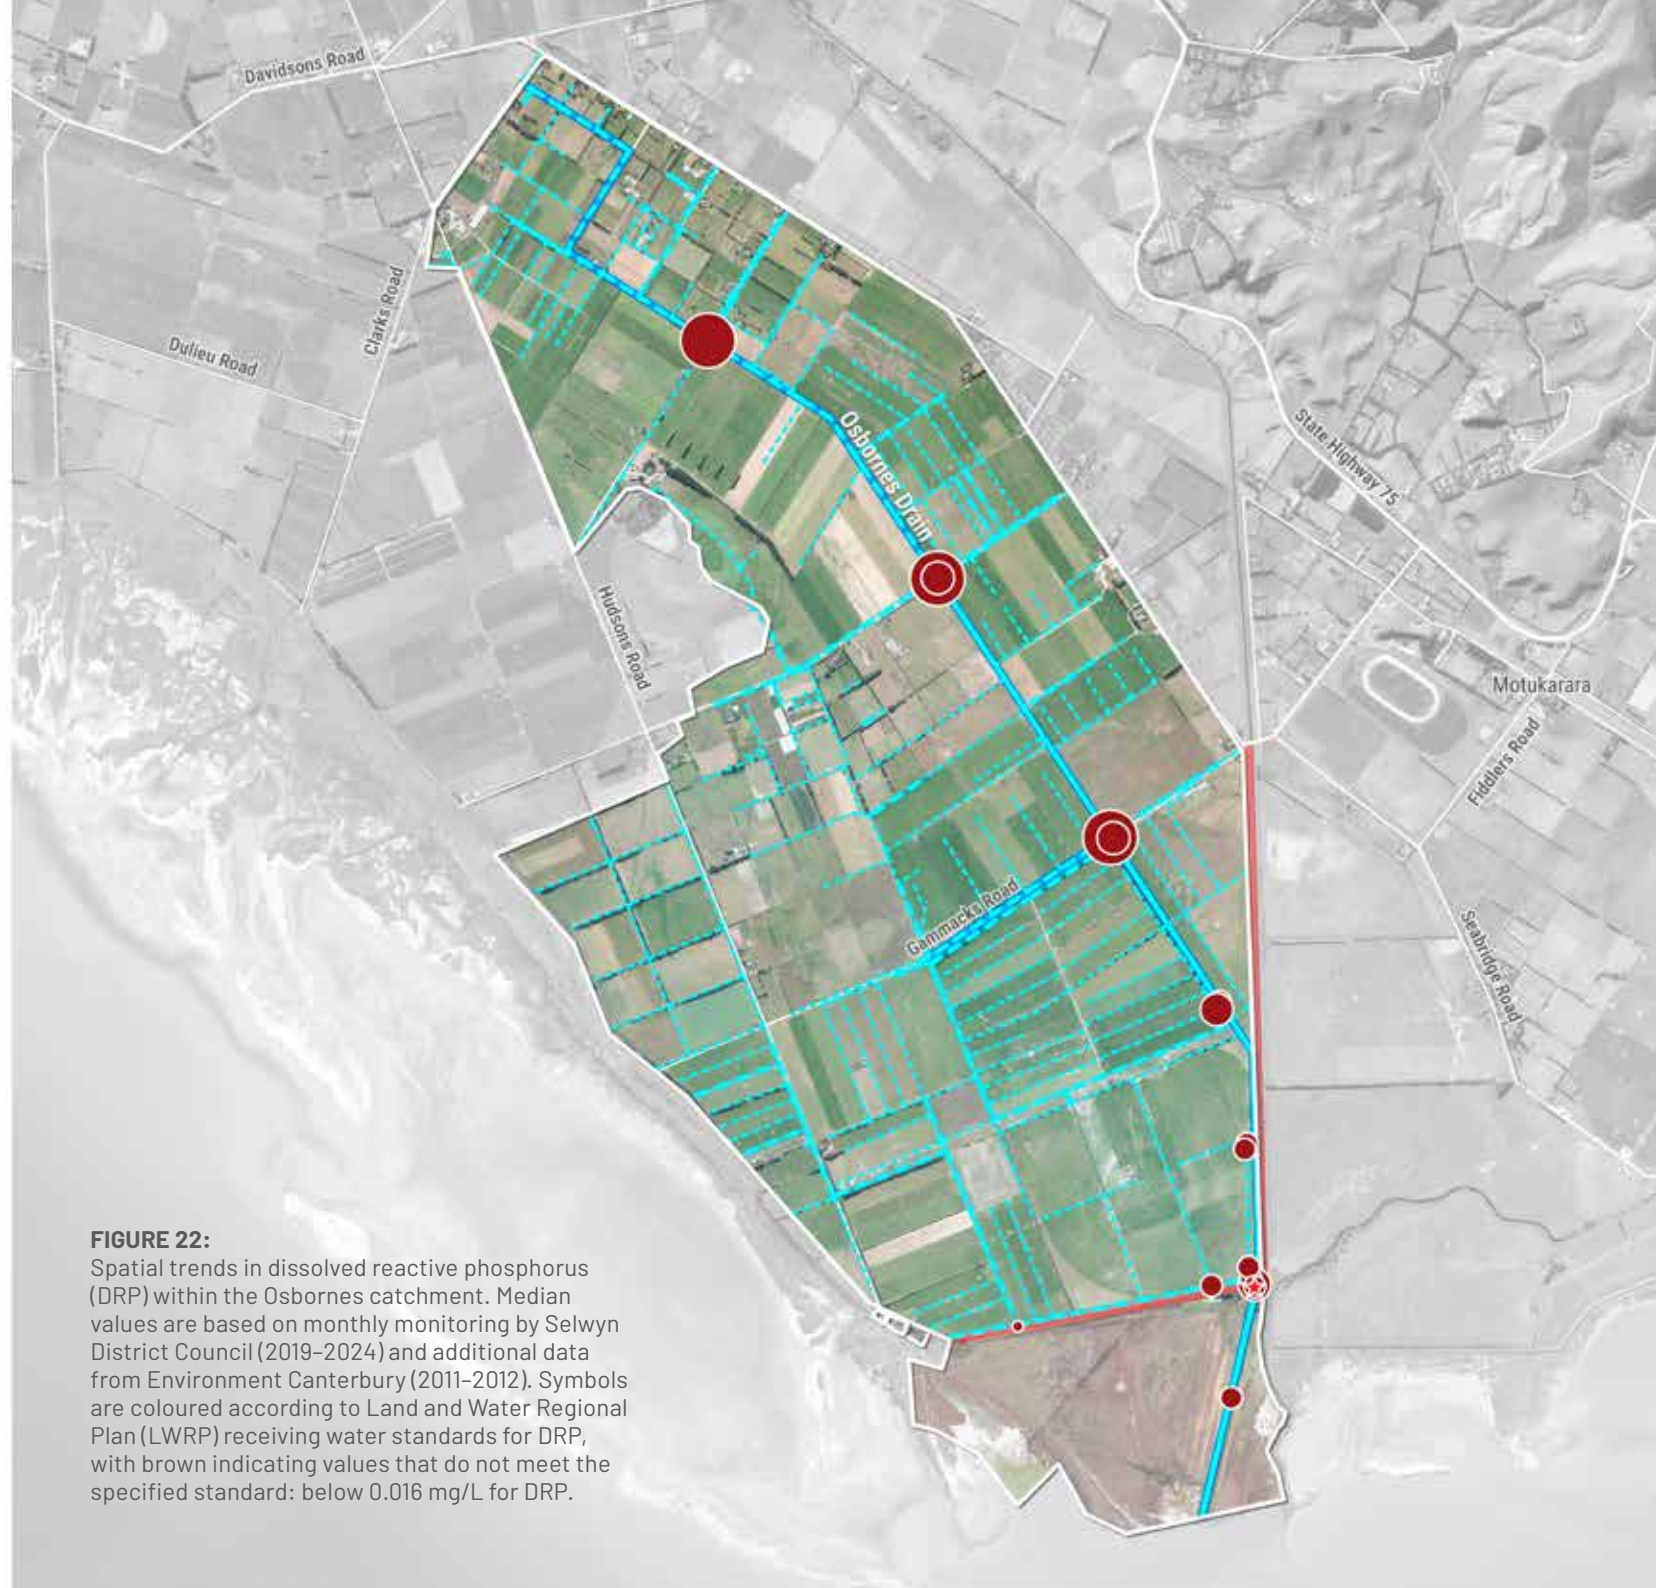 Davidsons Road
Clarks Road
Dulieu Road
Osbornes Drain
State Highway 75
Hudsons Road
Motukarara
Fiddlers Road
Gammacks Road
Seabridge Road
FIGURE 22:
Spatial trends in dissolved reactive phosphorus
(DRP) within the Osbornes catchment. Median
values are based on monthly monitoring by Selwyn
District Council (2019–2024) and additional data
from Environment Canterbury (2011–2012). Symbols
are coloured according to Land and Water Regional
Plan (LWRP) receiving water standards for DRP,
with brown indicating values that do not meet the
specified standard: below 0.016 mg/L for DRP.